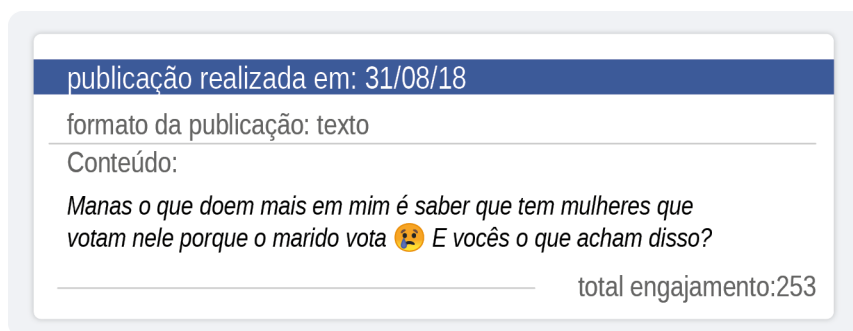 publicação realizada em: 31/08/18
formato da publicação: texto
Conteúdo:
Manas o que doem mais em mim é saber que tem mulheres que
votam nele porque o marido vota 😢 E vocês o que acham disso?
total engajamento:253